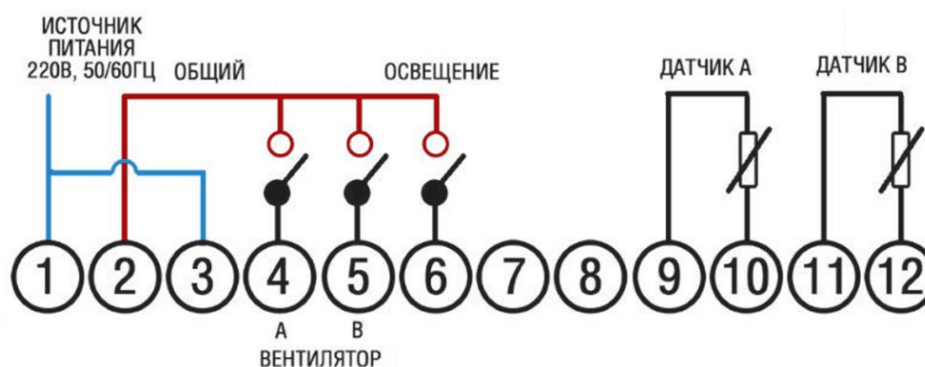 ИСТОЧНИК
ПИТАНИЯ
220В, 50/60ГЦ
ОБЩИЙ
ОСВЕЩЕНИЕ
ДАТЧИК А
ДАТЧИК В
1 2 3 4 5 6 7 8 9 10 11 12
А В
ВЕНТИЛЯТОР